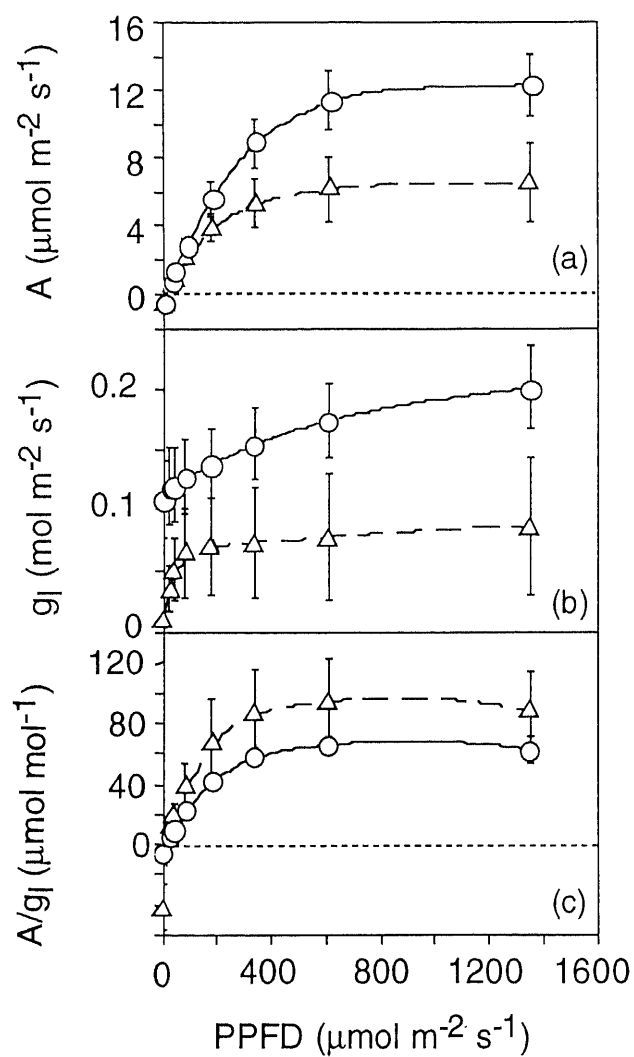 16
12
8
4
0
A (μmol m-2 s-1)
(a)
0.2
0.1
0
gl (mol m-2 s-1)
(b)
120
80
40
0
A/gl (μmol mol-1)
(c)
0 400 800 1200 1600
PPFD (μmol m-2 s-1)